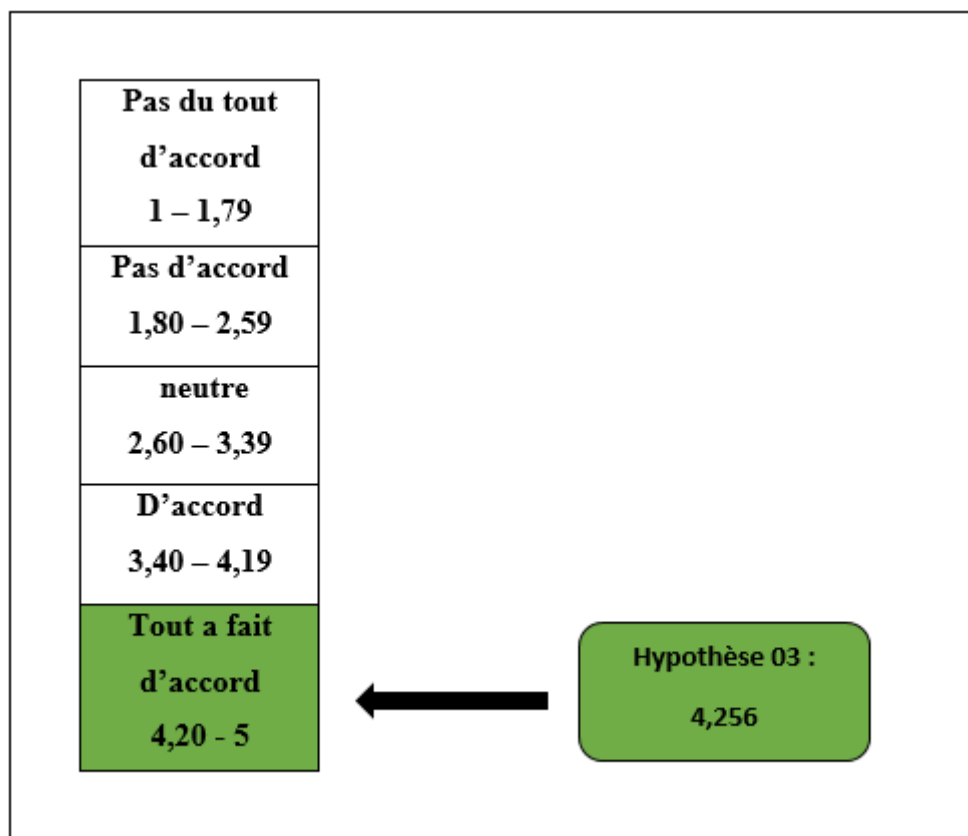 Pas du tout
d’accord
1 – 1,79
Pas d’accord
1,80 – 2,59
neutre
2,60 – 3,39
D’accord
3,40 – 4,19
Tout a fait
d’accord
4,20 - 5
Hypothèse 03 :
4,256